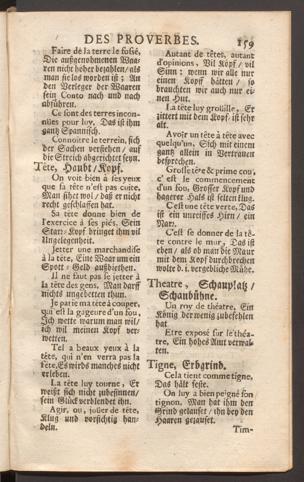 DES PROVERBES. 159
Faire de la terre le fossé,
Die aufgenommenen Waa-
ren nicht höher bezahlen/als
man sie los worden ist; An
den Verleger der Waaren
sein Conto nach und nach
abführen.
Ce sont des terres incon-
nües pour luy, Das ist ihm
gantz Spannisch.
Connoître le terrein, sich
der Sachen verstehen / auf
die Streich abgerichtet seyn.
Tête, Haubt / Kopf.
On voit bien à ses yeux
que sa tête n'est pas cuite,
Man sihet wol / daß er nicht
recht geschlaffen hat.
Sa tête donne bien de
l'exercice à ses piés, Sein
Starr-Kopf bringet ihm vil
Ungelegenheit.
Jetter une marchandise
à la tête, Eine Waar um ein
Spott-Geld außbiethen.
Il ne faut pas se jetter à
la tête des gens, Man darff
nichts ungebetten thun.
Je parie ma tête à couper,
qui est la gageure d'un fou,
Ich wette warum man wil/
ich wil meinen Kopf ver-
wetten.
Tel a beaux yeux à la
tête, qui n'en verra pas la
fête, Es wirds manches nicht
erleben.
La tête luy tourne, Er
weißt sich nicht zubesinnen/
sein Glück verblendet ihn.
Agir, ou, joüer de tête,
Klug und vorsichtig han-
deln.
Autant de têtes, autant
d'opinions, Vil Köpf / vil
Sinn; wenn wir alle nur
einen Kopff hätten / so
brauchten wir auch nur ei-
nen Hut.
La tête luy grouille, Er
zittert mit dem Kopf ist sehr
alt.
Avoir un tête à tête avec
quelqu'un, Sich mit einem
gantz allein in Vertrauen
besprechen.
Grosse tête & prime cou,
c'est le commencement
d'un fou, Grosser Kopf und
hagerer Hals ist selten klug.
C'est une tête verte, Das
ist ein unreiffes Hirn / ein
Narr.
C'est se donner de la tê-
te contre le mur, Das ist
eben / als ob man die Maur
mit dem Kopf durchbrechen
wolte d. i. vergebliche Mühe.
Theatre, Schauplatz /
Schaubühne.
Un roy de theâtre, Ein
König der wenig zubefehlen
hat
Etre exposé sur le théa-
tre, Ein hohes Amt verwal-
ten.
Tigne, Erbgrind.
Cela tient comme tigne,
Das hält feste.
On luy a bien peigné son
tignon, Man hat ihm den
Grind gelauset / ihn bey den
Haaren gezauset.
Tim-